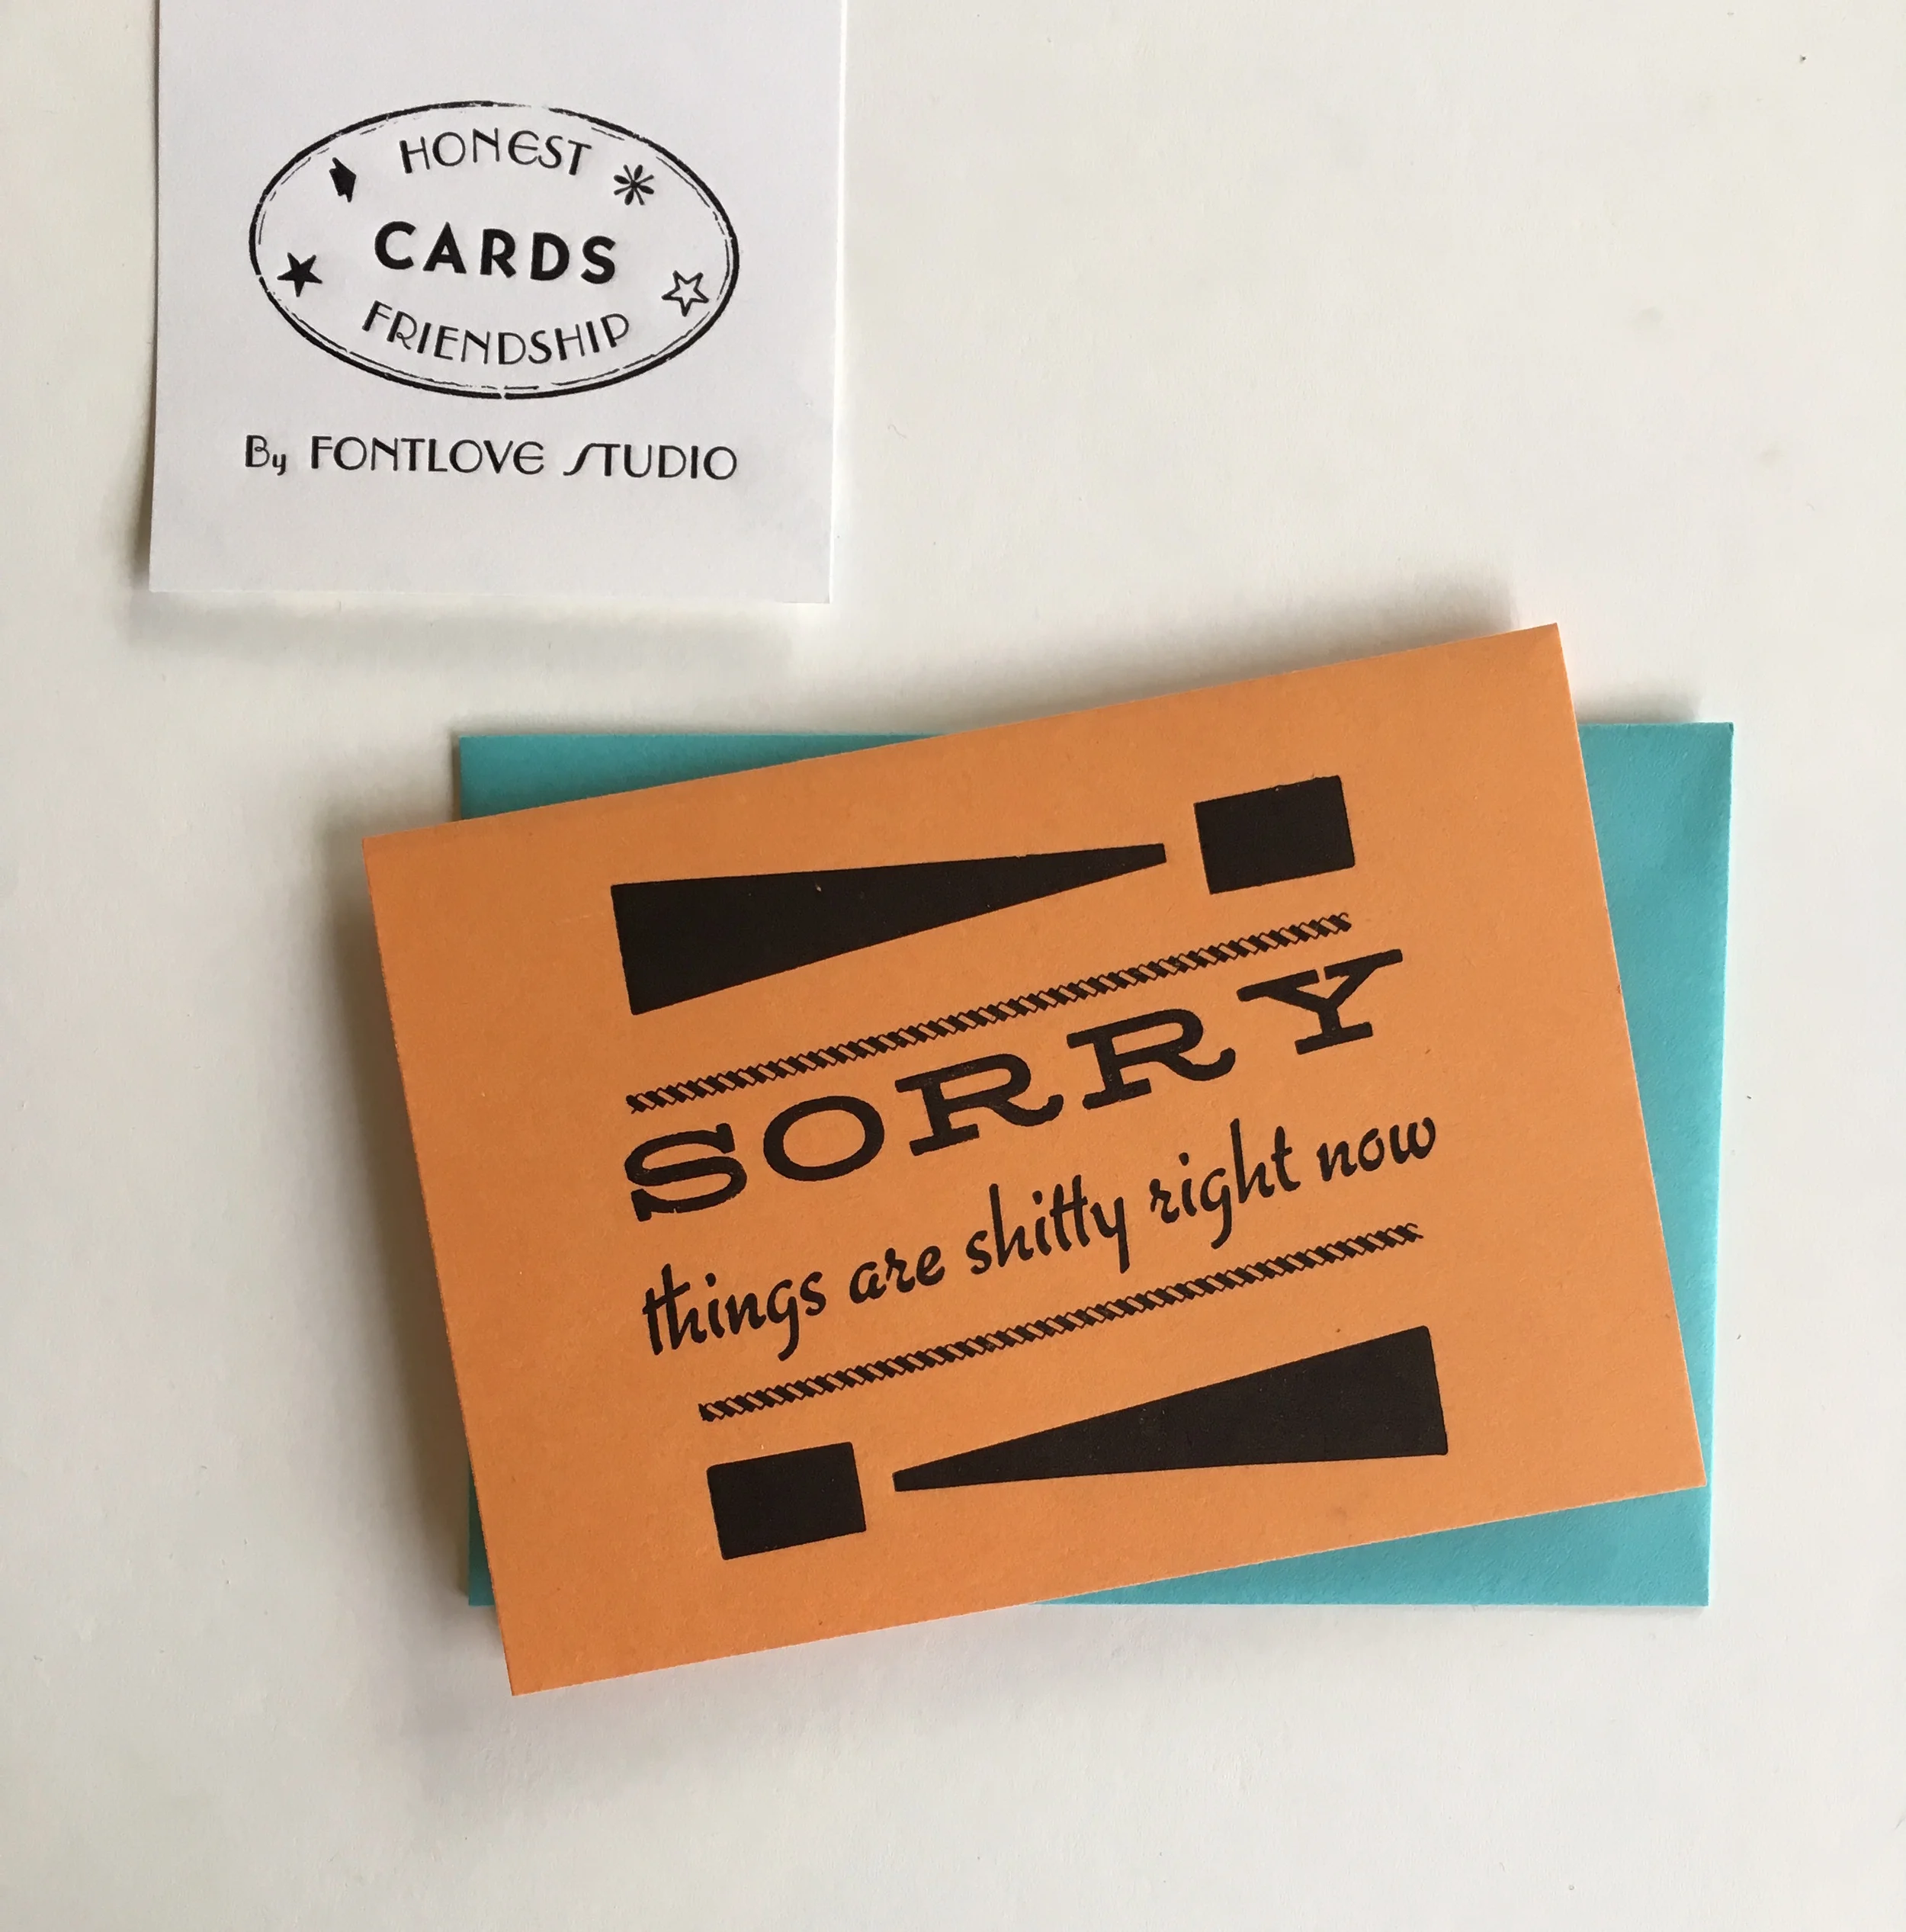 HONEST
CARDS
FRIENDSHIP
By FONTLOVE STUDIO
SORRY
things are shitty right now